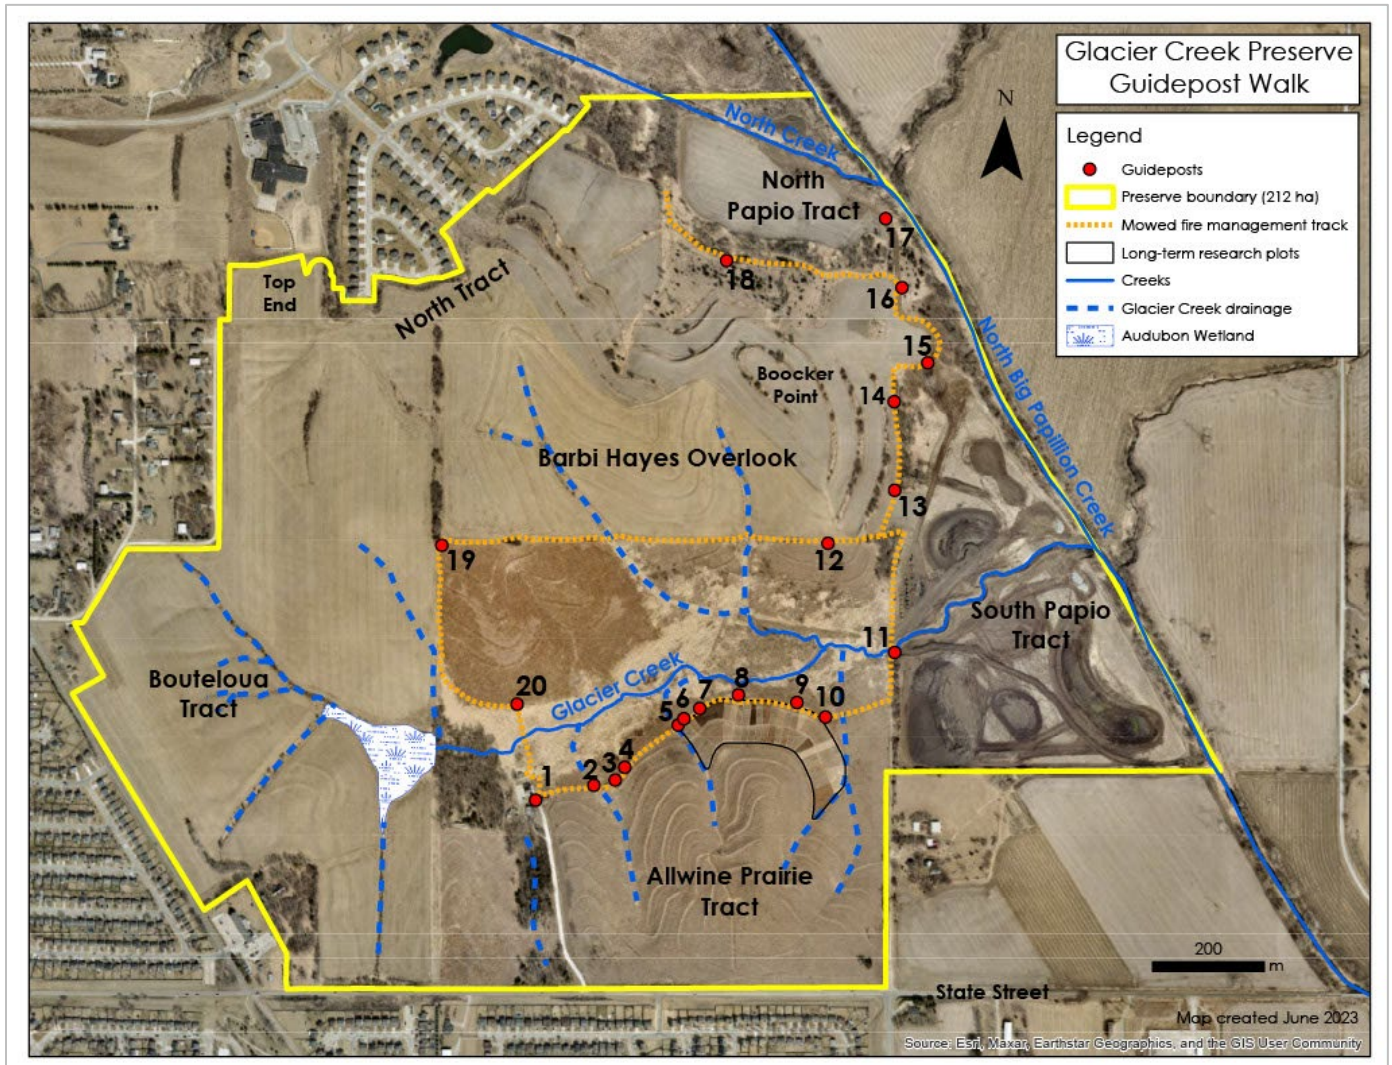 Glacier Creek Preserve
Guidepost Walk
N
Legend
Guideposts
Preserve boundary (212 ha)
Mowed fire management track
Long-term research plots
Creeks
Glacier Creek drainage
Audubon Wetland
North Creek
North
Papio Tract
17
18
16
Top
End
North Tract
15
Boocker
Point
14
North Big Papillion Creek
Barbi Hayes Overlook
13
19
12
South Papio
Tract
11
Bouteloua
Tract
Glacier Creek
20
8
9
10
7
6
5
4
3
2
1
Allwine Prairie
Tract
200
m
State Street
Map created June 2023
Source: Esri, Maxar, Earthstar Geographics, and the GIS User Community